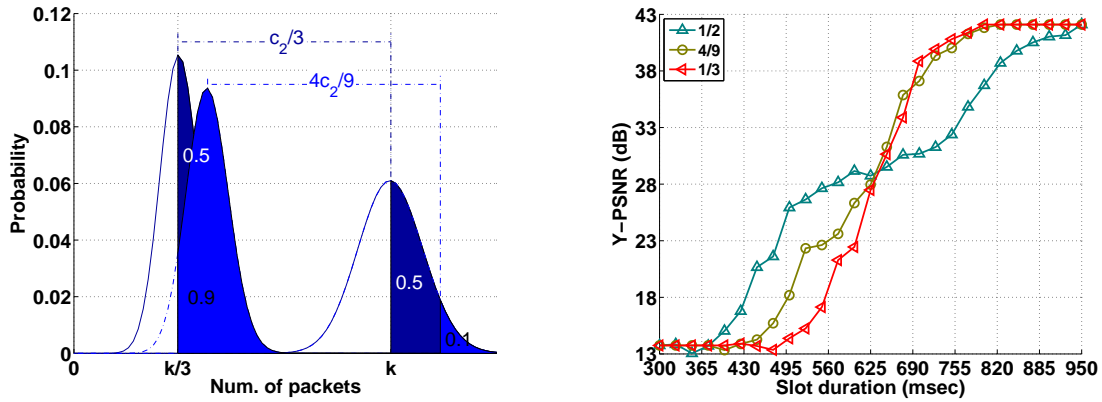 0.12
0.1
0.08
0.06
0.04
0.02
0
Probability
c₂/3
4c₂/9
0.5
0.9
0.5
0.1
0 k/3 k
Num. of packets
43
38
33
28
23
18
13
Y−PSNR (dB)
1/2
4/9
1/3
300 365 430 495 560 625 690 755 820 885 950
Slot duration (msec)